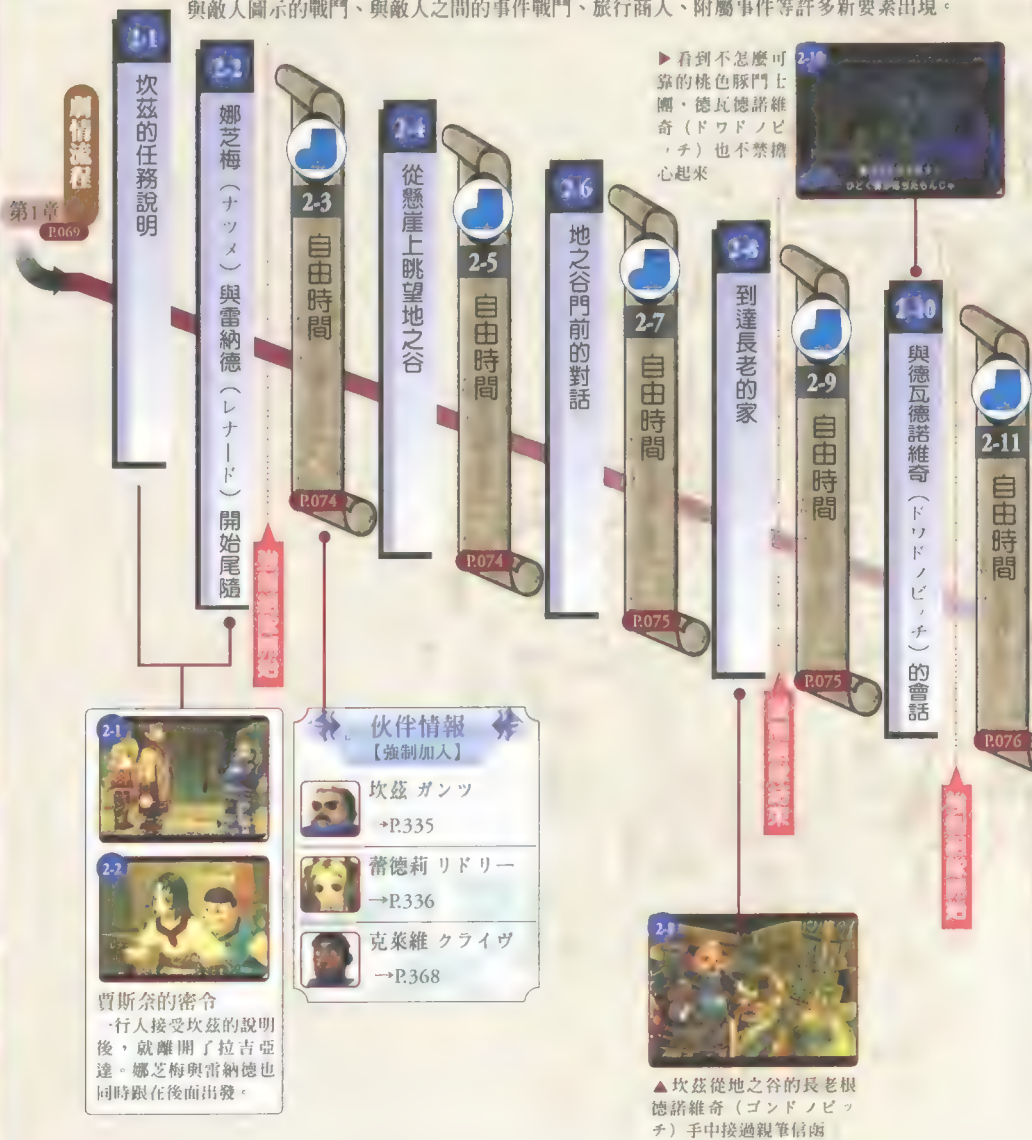 與敵人圖示的戰鬥、與敵人之間的事件戰鬥、旅行商人、附屬事件等許多新要素出現。
劇情流程
第1章
P.069
2-1
坎茲的任務說明
2-2
娜芝梅（ナツメ）與雷納德（レナード）開始尾隨
2-3
自由時間
P.074
2-4
從懸崖上眺望地之谷
2-5
自由時間
P.074
2-6
地之谷門前的對話
2-7
自由時間
P.075
2-8
到達長老的家
2-9
自由時間
P.075
2-10
與德瓦德諾維奇（ドワドノビッチ）的會話
2-11
自由時間
P.076
▶看到不怎麼可
靠的桃色豚鬥士
團，德瓦德諾維
奇（ドワドノビ
ッチ）也不禁擔
心起來
2-10
2-1
2-2
賈斯奈的密令
一行人接受坎茲的說明
後，就離開了拉吉亞
達。娜芝梅與雷納德也
同時跟在後面出發。
伙伴情報
【強制加入】
坎茲 ガンツ
→P.335
蕾德莉 リドリー
→P.336
克萊維 クライヴ
→P.368
▲坎茲從地之谷的長老根
德諾維奇（ゴンドノビッ
チ）手中接過親筆信函